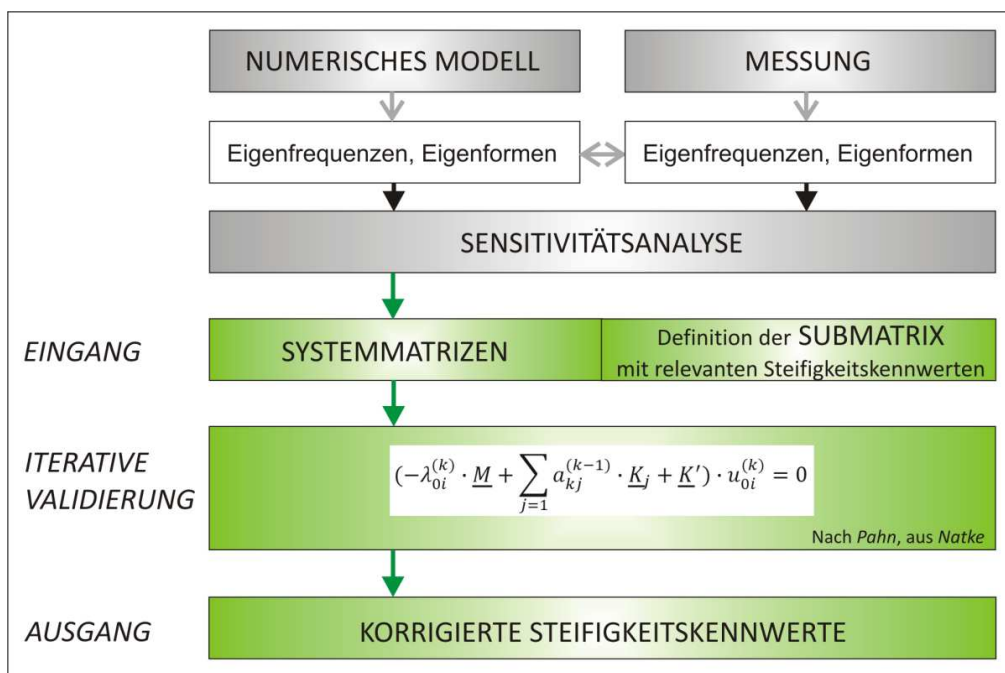 NUMERISCHES MODELL
MESSUNG
Eigenfrequenzen, Eigenformen
Eigenfrequenzen, Eigenformen
SENSITIVITÄTSANALYSE
EINGANG
SYSTEMMATRIZEN
Definition der SUBMATRIX
mit relevanten Steifigkeitskennwerten
ITERATIVE
VALIDIERUNG
(-λ_{0i}^{(k)} · M + ∑_{j=1} a_{kj}^{(k-1)} · K_j + K') · u_{0i}^{(k)} = 0
Nach Pahn, aus Natke
AUSGANG
KORRIGIERTE STEIFIGKEITSKENNWERTE